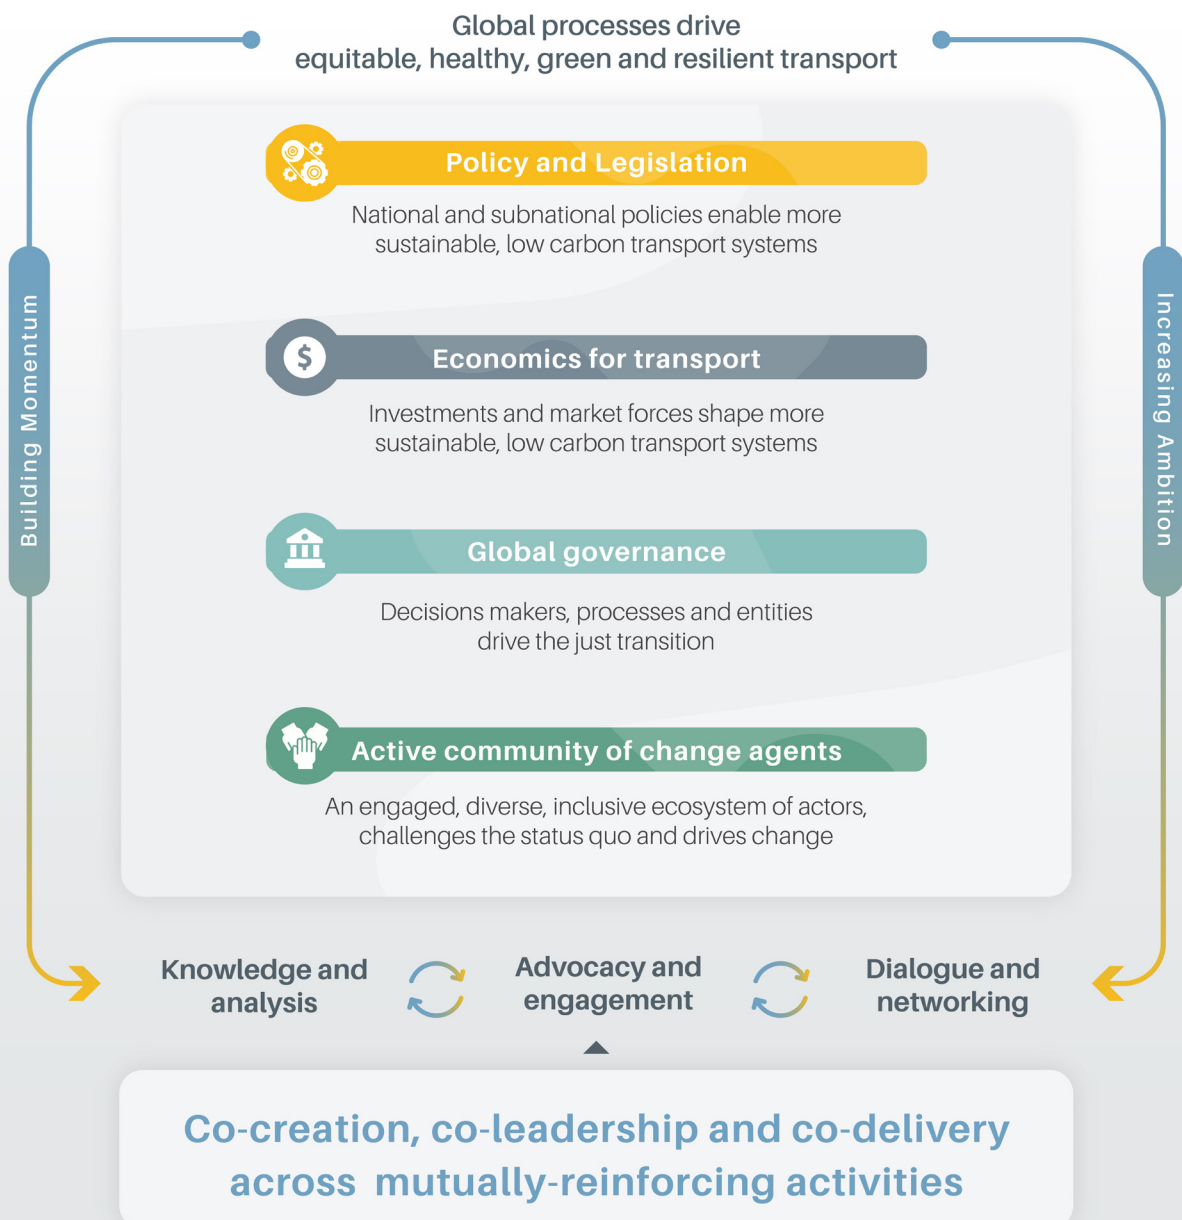 Global processes drive
equitable, healthy, green and resilient transport
Policy and Legislation
National and subnational policies enable more
sustainable, low carbon transport systems
Building Momentum
Increasing Ambition
Economics for transport
Investments and market forces shape more
sustainable, low carbon transport systems
Global governance
Decisions makers, processes and entities
drive the just transition
Active community of change agents
An engaged, diverse, inclusive ecosystem of actors,
challenges the status quo and drives change
Knowledge and
analysis
Advocacy and
engagement
Dialogue and
networking
Co-creation, co-leadership and co-delivery
across mutually-reinforcing activities